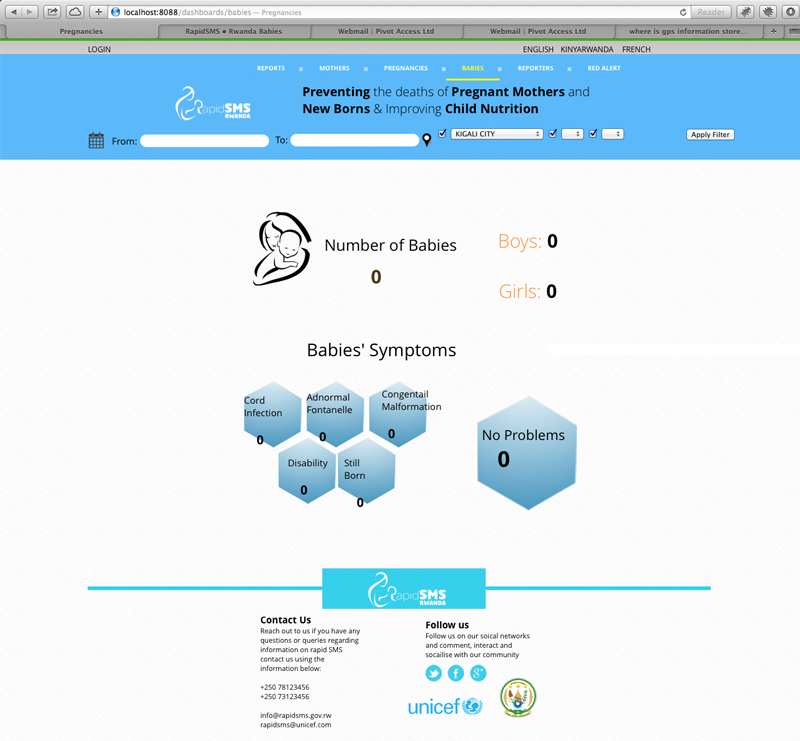 localhost:8088/dashboards/babies — Pregnancies
Reader
Pregnancies
RapidSMS • Rwanda Babies
Webmail | Pivot Access Ltd
Webmail | Pivot Access Ltd
where is gps information store...
LOGIN
ENGLISH KINYARWANDA FRENCH
REPORTS MOTHERS PREGNANCIES BABIES REPORTERS RED ALERT
RapidSMS
RWANDA
Preventing the deaths of Pregnant Mothers and
New Borns & Improving Child Nutrition
From:
To:
KIGALI CITY
Apply Filter
Number of Babies
0
Boys: 0
Girls: 0
Babies' Symptoms
Cord
Infection
0
Adnormal
Fontanelle
0
Congentail
Malformation
0
Disability
0
Still
Born
0
No Problems
0
RapidSMS
RWANDA
Contact Us
Reach out to us if you have any
questions or queries regarding
information on rapid SMS
contact us using the
information below:
+250 78123456
+250 73123456
info@rapidsms.gov.rw
rapidsms@unicef.com
Follow us
Follow us on our soical networks
and comment, interact and
socailise with our community
unicef